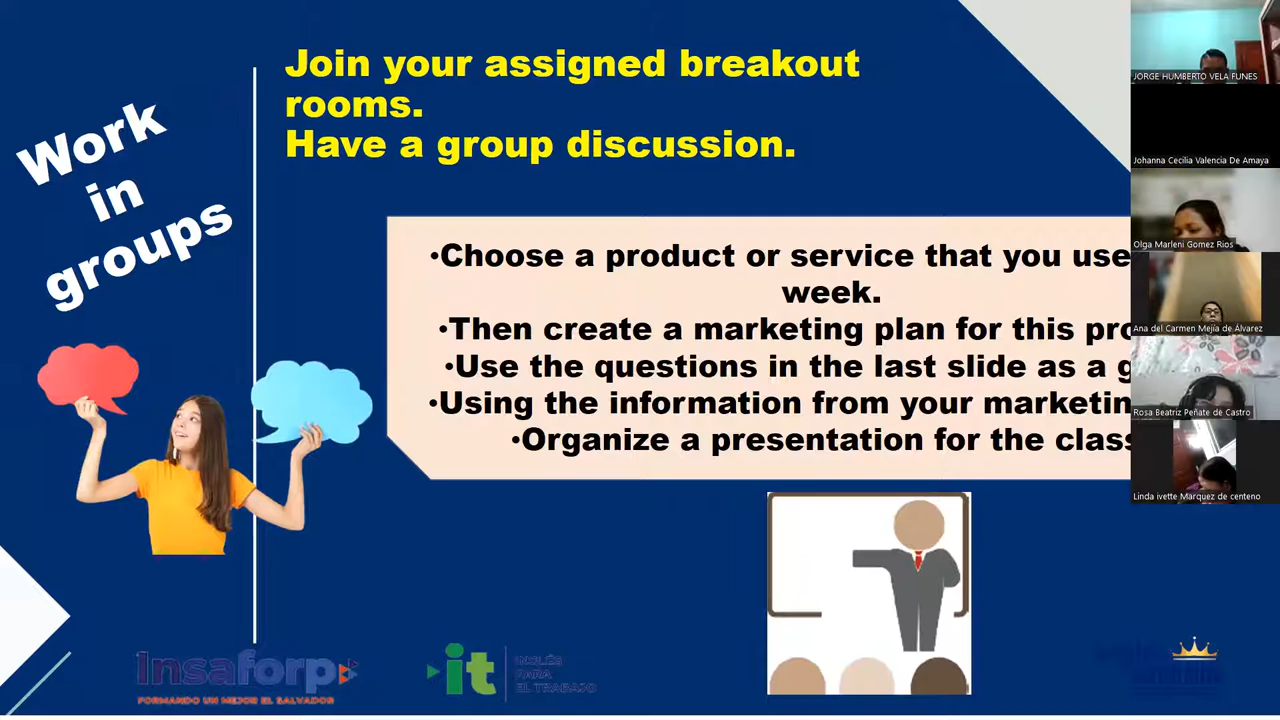 Work
in
groups
Join your assigned breakout
rooms.
Have a group discussion.
•Choose a product or service that you use
week.
•Then create a marketing plan for this pro
•Use the questions in the last slide as a g
•Using the information from your marketin
•Organize a presentation for the class
JORGE HUMBERTO VELA FUNES
Johanna Cecilia Valencia De Amaya
Olga Marleni Gomez Rios
Ana del Carmen Mejía de Álvarez
Rosa Beatriz Peñate de Castro
Linda ivette Marquez de centeno
Insaforp
FORMANDO UN MEJOR EL SALVADOR
it
INGLÉS
PARA
EL TRABAJO